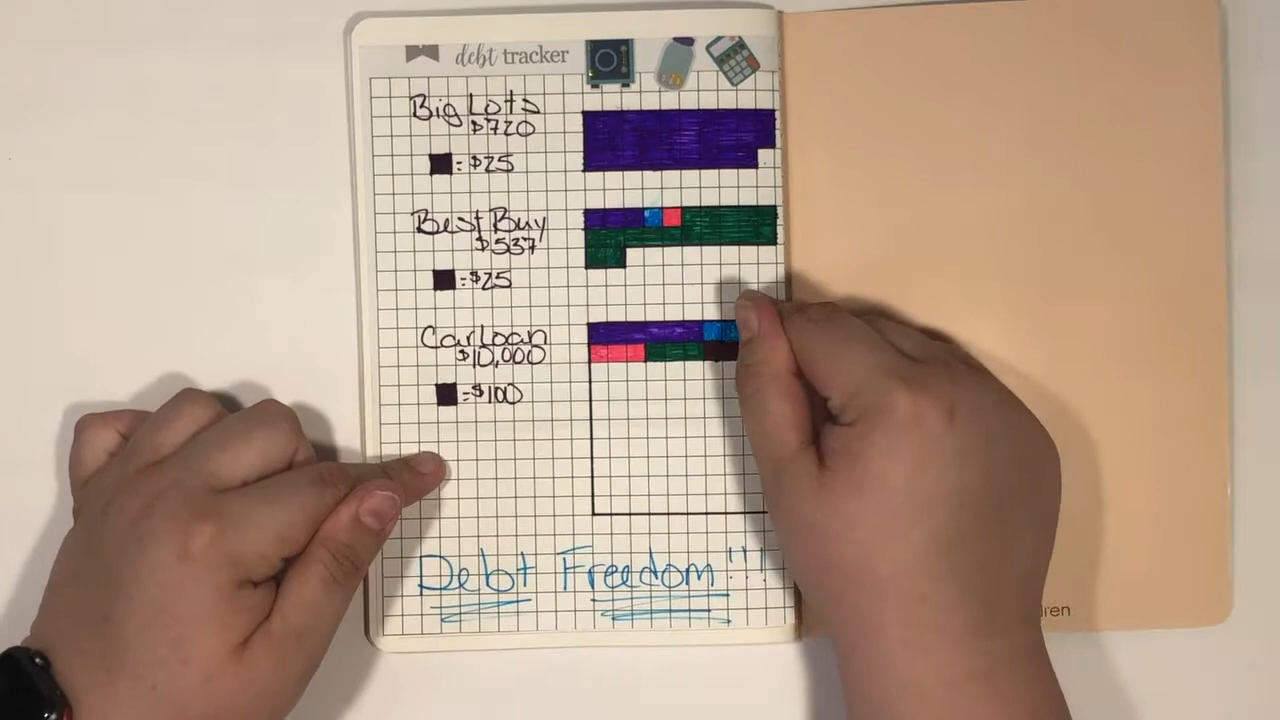 debt tracker
Big Lots
$720
= $25
Best Buy
$537
= $25
Car Loan
$10,000
= $100
Debt Freedom!!!